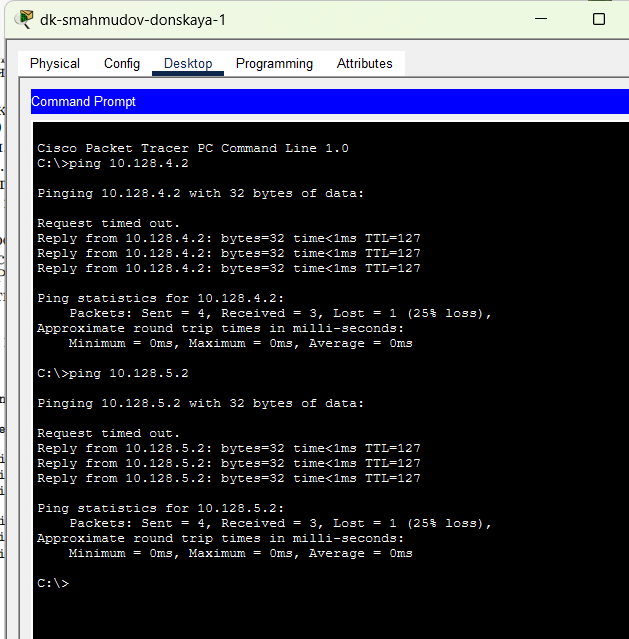 dk-smahmudov-donskaya-1
Physical Config Desktop Programming Attributes
Command Prompt
Cisco Packet Tracer PC Command Line 1.0
C:\>ping 10.128.4.2
Pinging 10.128.4.2 with 32 bytes of data:
Request timed out.
Reply from 10.128.4.2: bytes=32 time<1ms TTL=127
Reply from 10.128.4.2: bytes=32 time<1ms TTL=127
Reply from 10.128.4.2: bytes=32 time<1ms TTL=127
Ping statistics for 10.128.4.2:
Packets: Sent = 4, Received = 3, Lost = 1 (25% loss),
Approximate round trip times in milli-seconds:
Minimum = 0ms, Maximum = 0ms, Average = 0ms
C:\>ping 10.128.5.2
Pinging 10.128.5.2 with 32 bytes of data:
Request timed out.
Reply from 10.128.5.2: bytes=32 time<1ms TTL=127
Reply from 10.128.5.2: bytes=32 time<1ms TTL=127
Reply from 10.128.5.2: bytes=32 time<1ms TTL=127
Ping statistics for 10.128.5.2:
Packets: Sent = 4, Received = 3, Lost = 1 (25% loss),
Approximate round trip times in milli-seconds:
Minimum = 0ms, Maximum = 0ms, Average = 0ms
C:\>